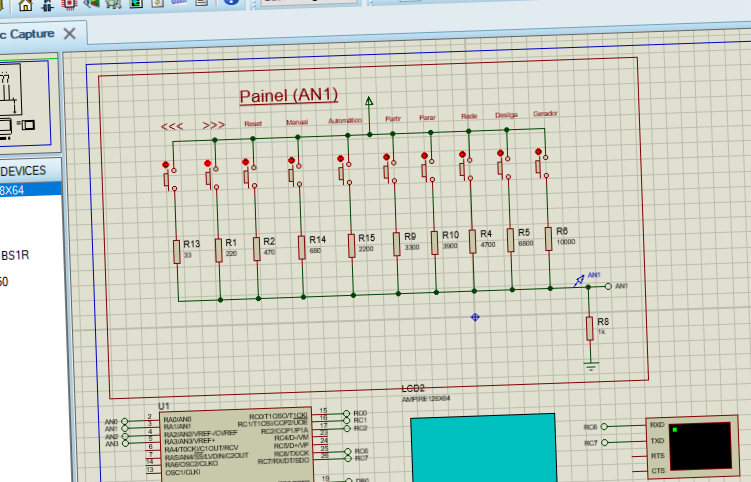 c Capture
DEVICES
8X64
BS1R
Painel (AN1)
<<<
>>>
Reset
Manual
Automático
Partir
Parar
Rede
Desliga
Gerador
R13
33
R1
220
R2
470
R14
680
R15
2200
R9
3300
R10
3900
R4
4700
R5
6800
R6
10000
AN1
AN1
R8
1k
U1
AN0
AN1
AN2
AN3
2
3
4
5
6
7
14
13
RA0/AN0
RA1/AN1
RA2/AN2/VREF-/CVREF
RA3/AN3/VREF+
RA4/T0CKI/C1OUT/RCV
RA5/AN4/SS/LVDIN/C2OUT
RA6/OSC2/CLKO
OSC1/CLKI
RC0/T1OSO/T1CKI
RC1/T1OSI/CCP2/UOE
RC2/CCP1/P1A
RC4/D-/VM
RC5/D+/VP
RC6/TX/CK
RC7/RX/DT/SDO
15
16
17
23
24
25
26
19
RC0
RC1
RC2
RC6
RC7
LCD2
AMPIRE128X64
RC6
RC7
RXD
TXD
RTS
CTS